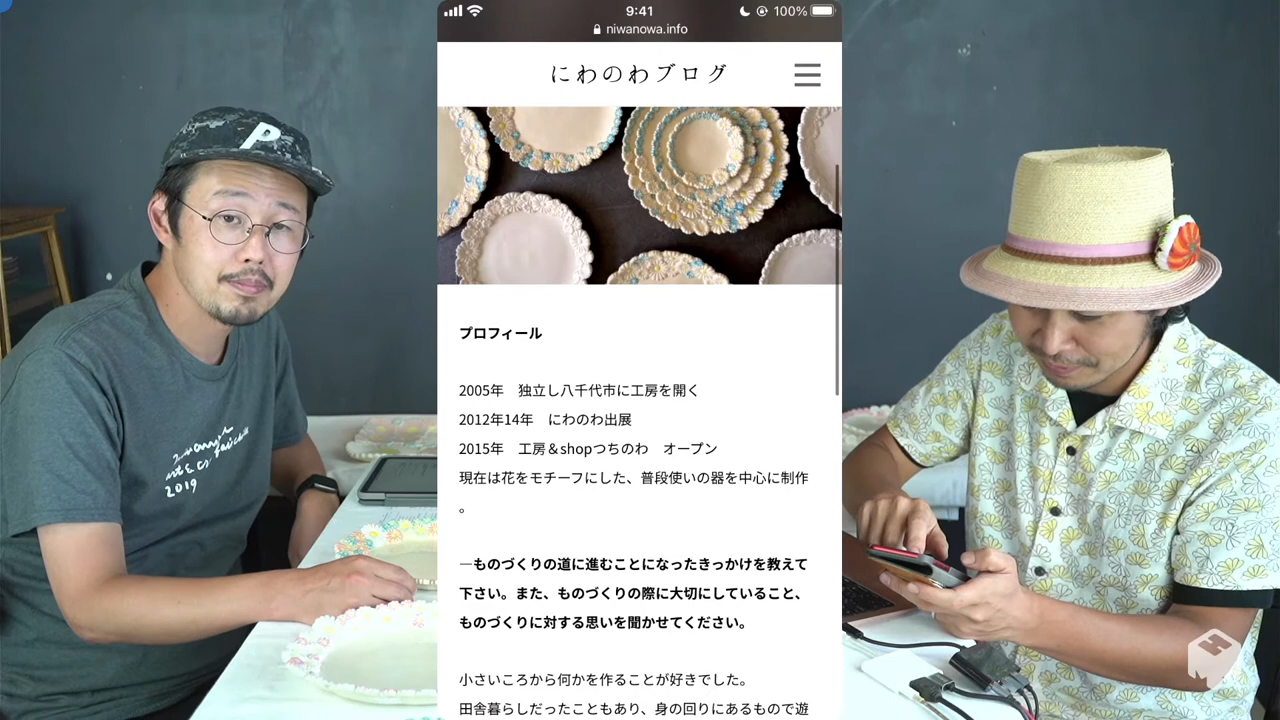 9:41
100%
niwanowa.info
にわのわブログ
プロフィール
2005年　独立し八千代市に工房を開く
2012年14年　にわのわ出展
2015年　工房＆shopつちのわ　オープン
現在は花をモチーフにした、普段使いの器を中心に制作
。
—ものづくりの道に進むことになったきっかけを教えて
下さい。また、ものづくりの際に大切にしていること、
ものづくりに対する思いを聞かせてください。
小さいころから何かを作ることが好きでした。
田舎暮らしだったこともあり、身の回りにあるもので遊
P
2019